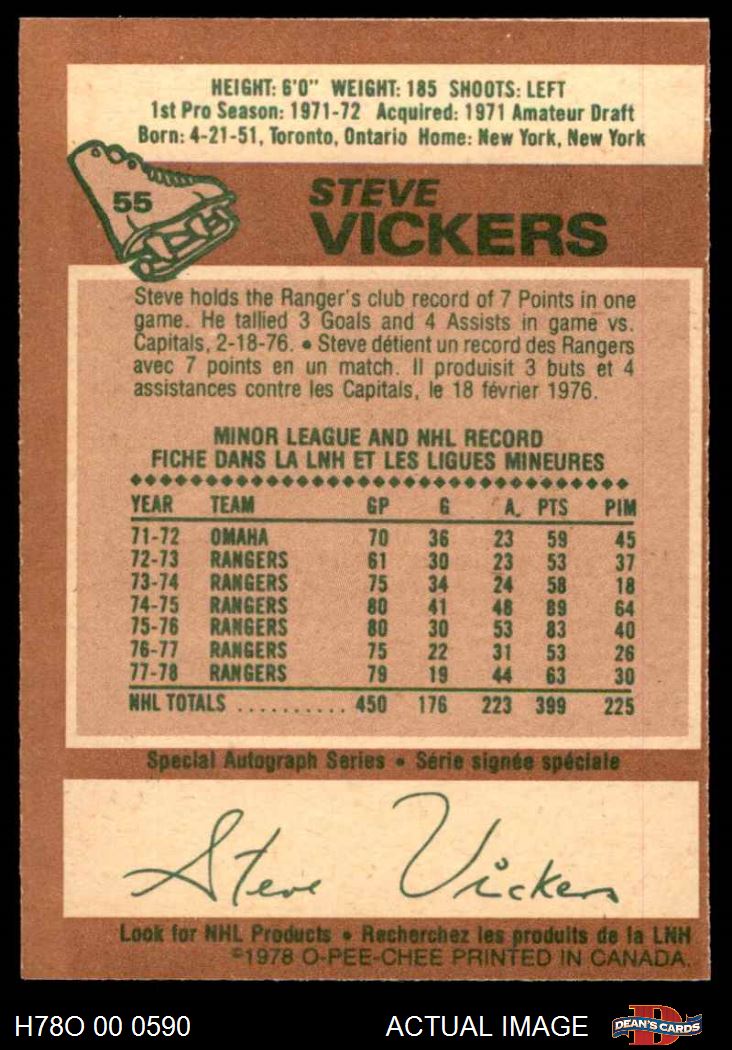 HEIGHT: 6'0" WEIGHT: 185 SHOOTS: LEFT
1st Pro Season: 1971-72 Acquired: 1971 Amateur Draft
Born: 4-21-51, Toronto, Ontario Home: New York, New York
55
STEVE
VICKERS
Steve holds the Ranger's club record of 7 Points in one
game. He tallied 3 Goals and 4 Assists in game vs.
Capitals, 2-18-76. • Steve détient un record des Rangers
avec 7 points en un match. Il produisit 3 buts et 4
assistances contre les Capitals, le 18 février 1976.
MINOR LEAGUE AND NHL RECORD
FICHE DANS LA LNH ET LES LIGUES MINEURES
YEAR TEAM GP G A PTS PIM
71-72 OMAHA 70 36 23 59 45
72-73 RANGERS 61 30 23 53 37
73-74 RANGERS 75 34 24 58 18
74-75 RANGERS 80 41 48 89 64
75-76 RANGERS 80 30 53 83 40
76-77 RANGERS 75 22 31 53 26
77-78 RANGERS 79 19 44 63 30
NHL TOTALS .......... 450 176 223 399 225
Special Autograph Series • Série signée spéciale
Steve Vickers
Look for NHL Products • Recherchez les produits de la LNH
©1978 O-PEE-CHEE PRINTED IN CANADA.
H78O 00 0590 ACTUAL IMAGE
D
DEAN'S CARDS